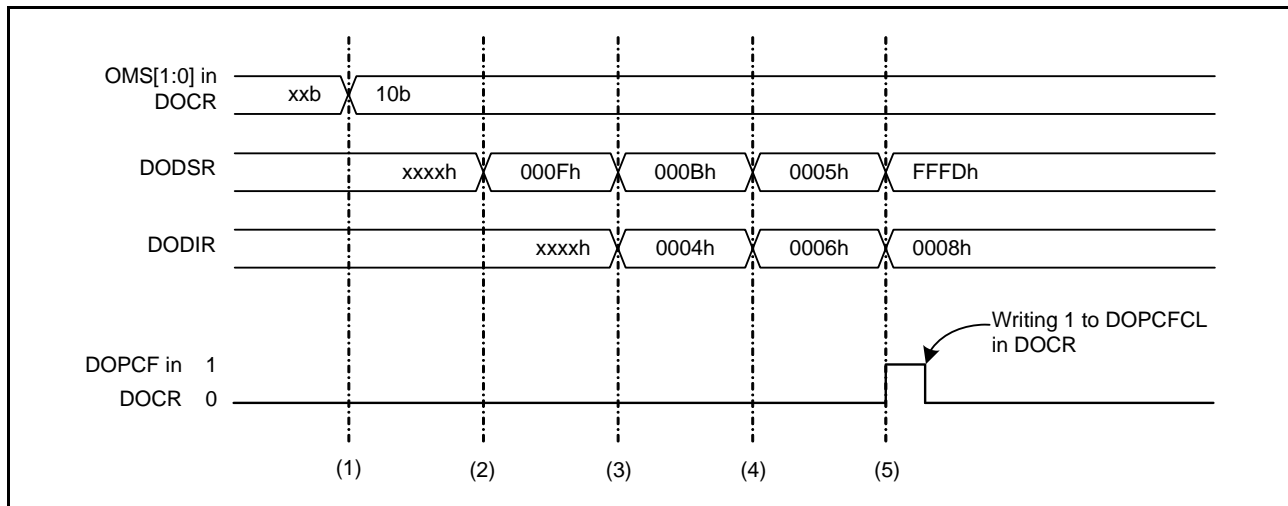 OMS[1:0] in
DOCR
xxb
10b
DODSR
xxxxh
000Fh
000Bh
0005h
FFFDh
DODIR
xxxxh
0004h
0006h
0008h
Writing 1 to DOPCFCL
in DOCR
DOPCF in 1
DOCR 0
(1) (2) (3) (4) (5)